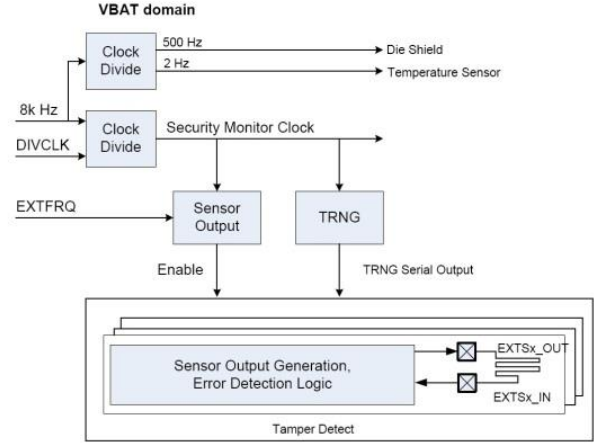 VBAT domain
Clock
Divide
500 Hz
Die Shield
2 Hz
Temperature Sensor
8k Hz
DIVCLK
Clock
Divide
Security Monitor Clock
EXTFRQ
Sensor
Output
TRNG
Enable
TRNG Serial Output
Sensor Output Generation,
Error Detection Logic
EXTSx_OUT
EXTSx_IN
Tamper Detect